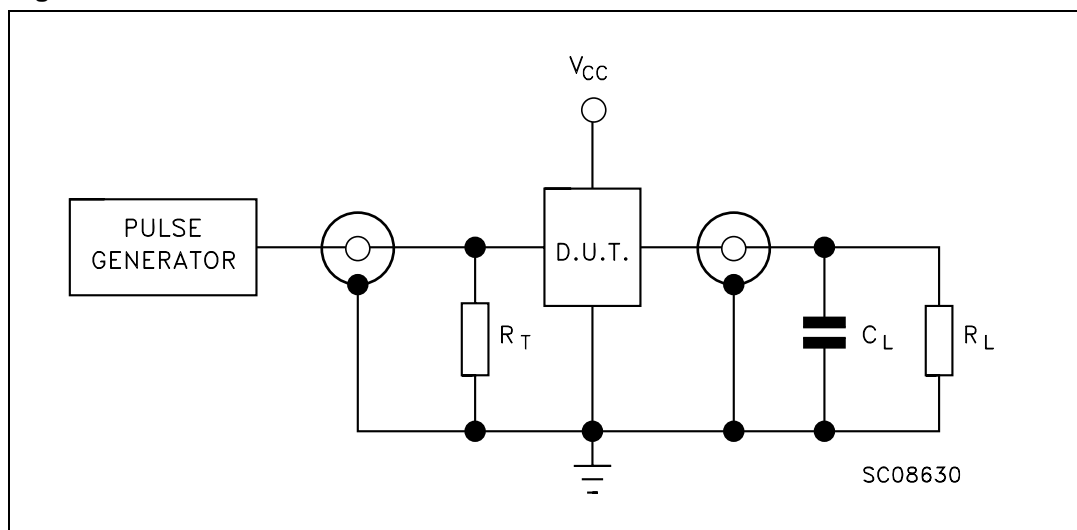 VCC
PULSE
GENERATOR
D.U.T.
RT
CL
RL
SC08630